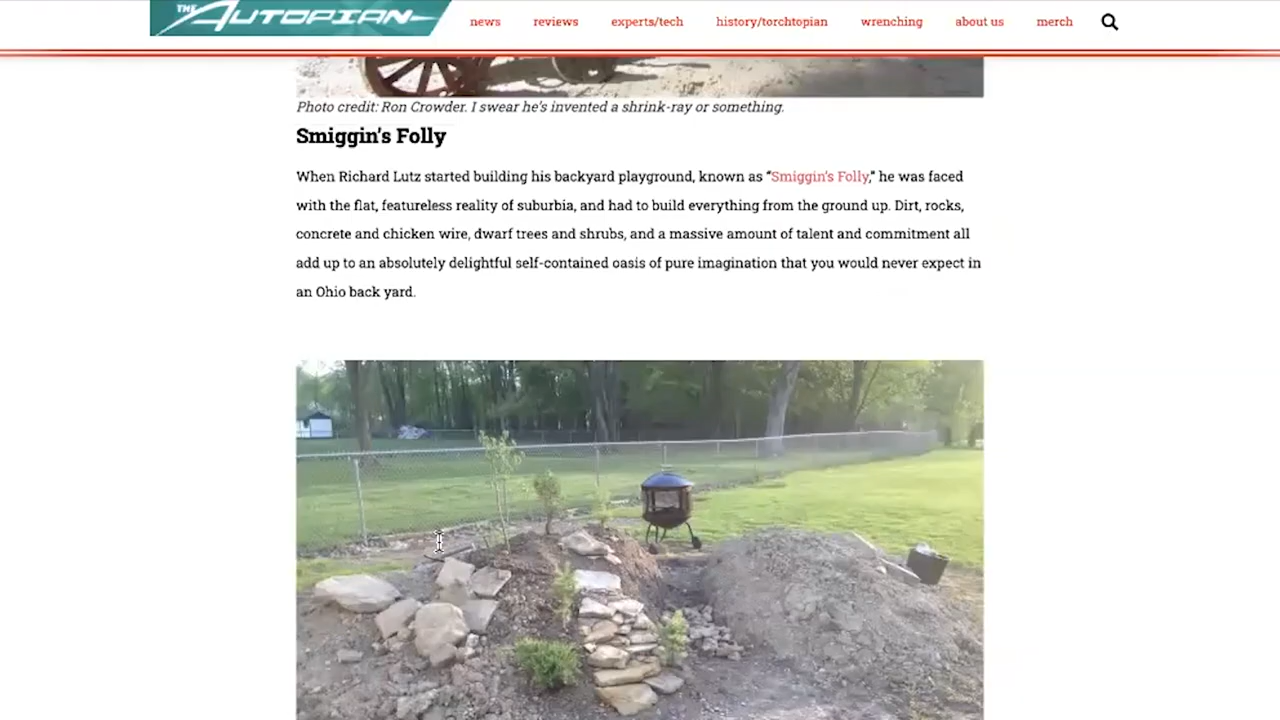 THE AUTOPIAN
news reviews experts/tech history/torchtopian wrenching about us merch
Photo credit: Ron Crowder. I swear he's invented a shrink-ray or something.
Smiggin's Folly
When Richard Lutz started building his backyard playground, known as “Smiggin's Folly,” he was faced
with the flat, featureless reality of suburbia, and had to build everything from the ground up. Dirt, rocks,
concrete and chicken wire, dwarf trees and shrubs, and a massive amount of talent and commitment all
add up to an absolutely delightful self-contained oasis of pure imagination that you would never expect in
an Ohio back yard.